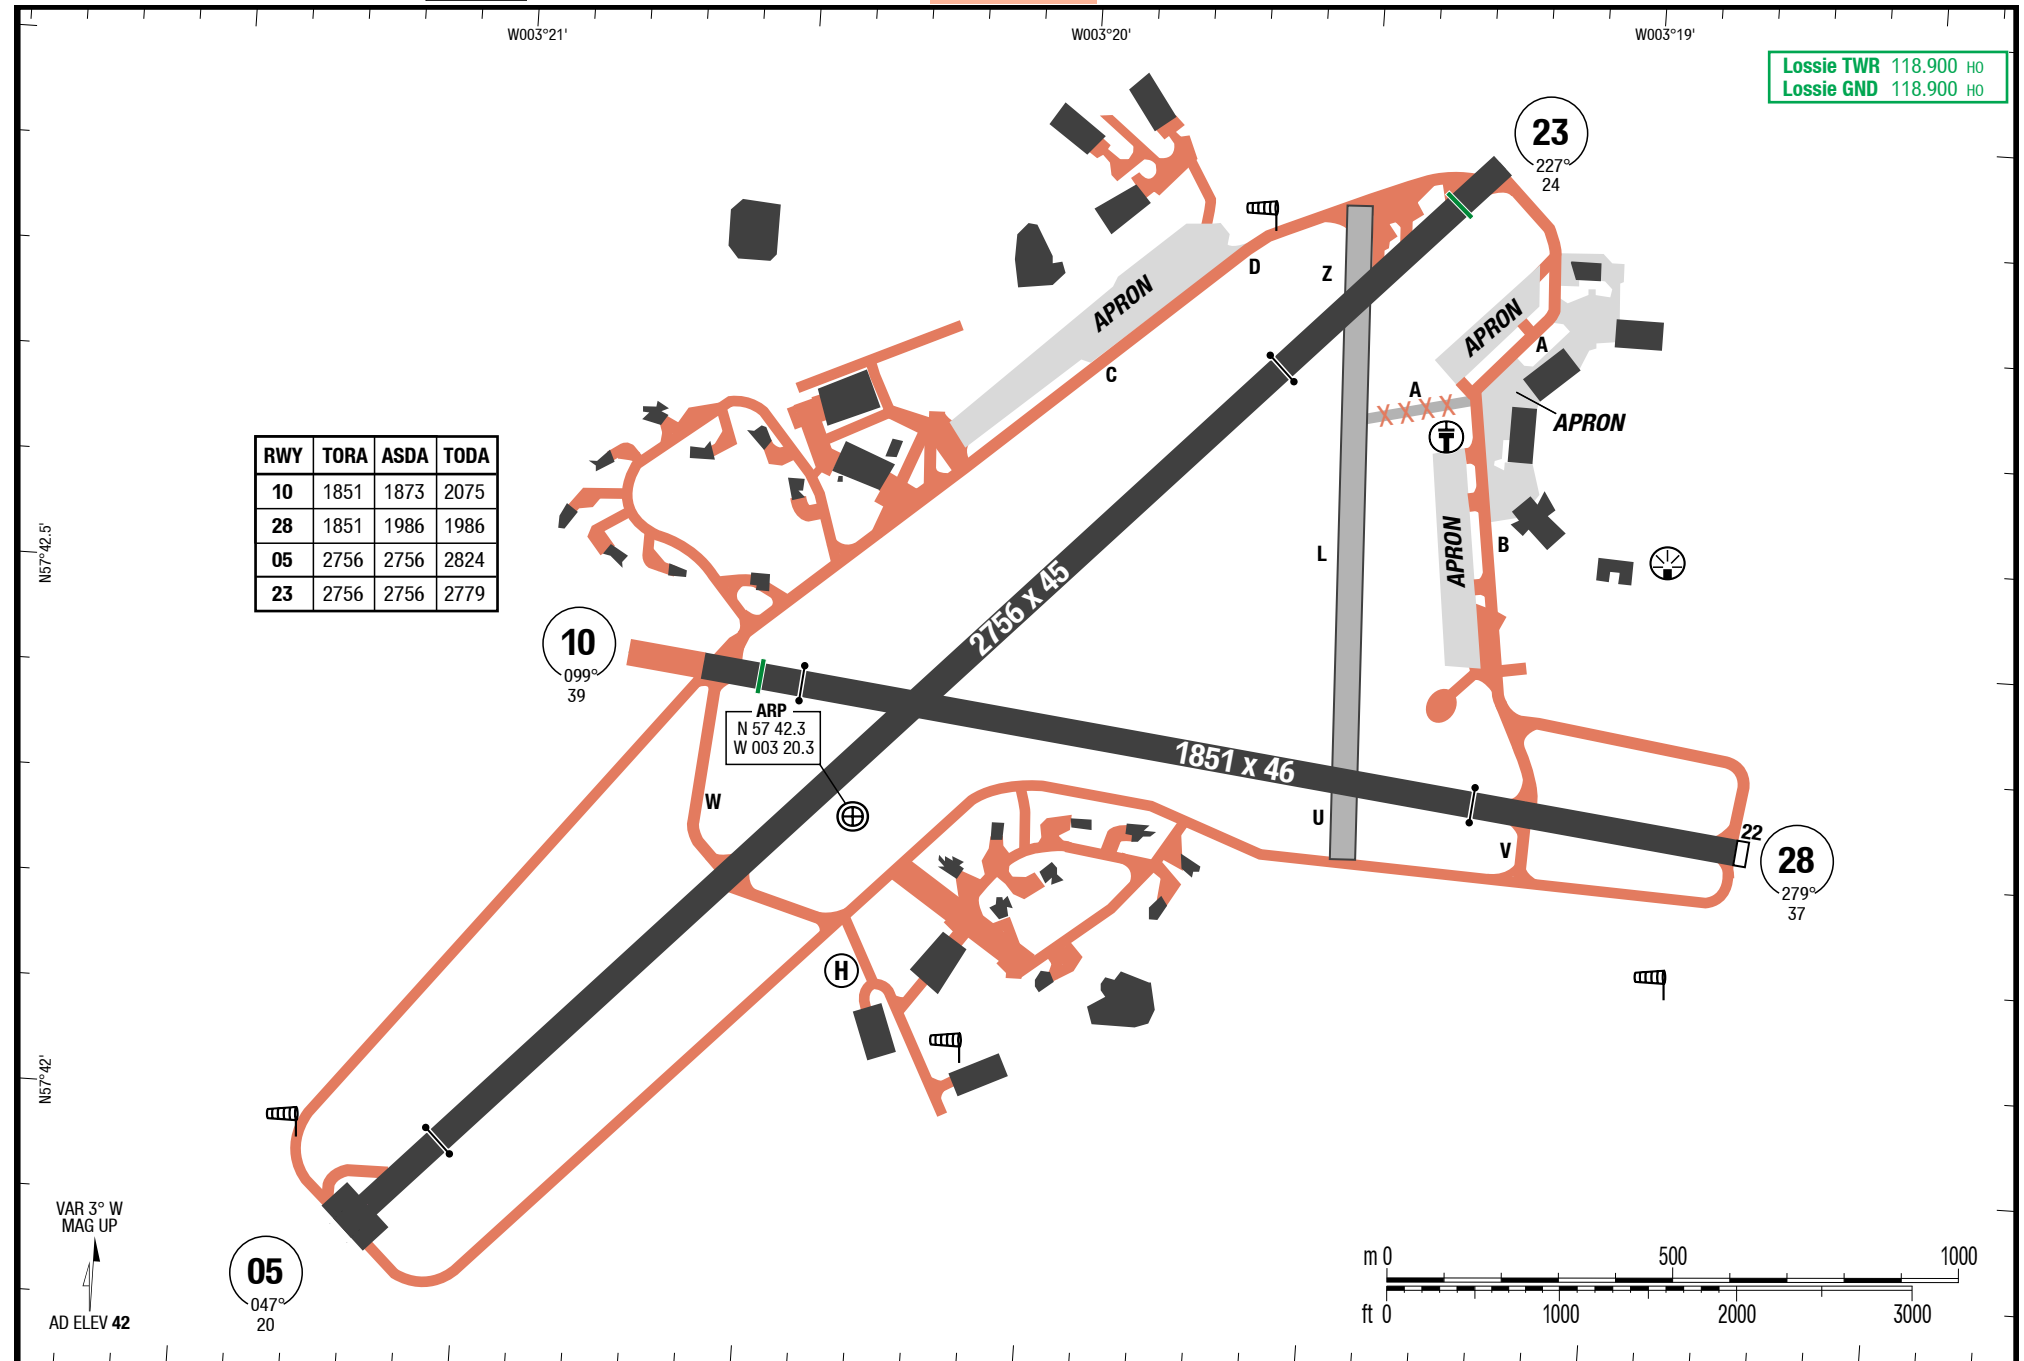 W003°21'
W003°20'
W003°19'
Lossie TWR 118.900 HO
Lossie GND 118.900 HO
23
227°
24
D
Z
APRON
APRON
A
C
A
APRON
RWY TORA ASDA TODA
10 1851 1873 2075
28 1851 1986 1986
05 2756 2756 2824
23 2756 2756 2779
N57°42.5'
L
APRON
B
2756 x 45
10
099°
39
ARP
N 57 42.3
W 003 20.3
1851 x 46
W
U
V
22
28
279°
37
H
N57°42'
VAR 3° W
MAG UP
AD ELEV 42
05
047°
20
m 0 500 1000
ft 0 1000 2000 3000